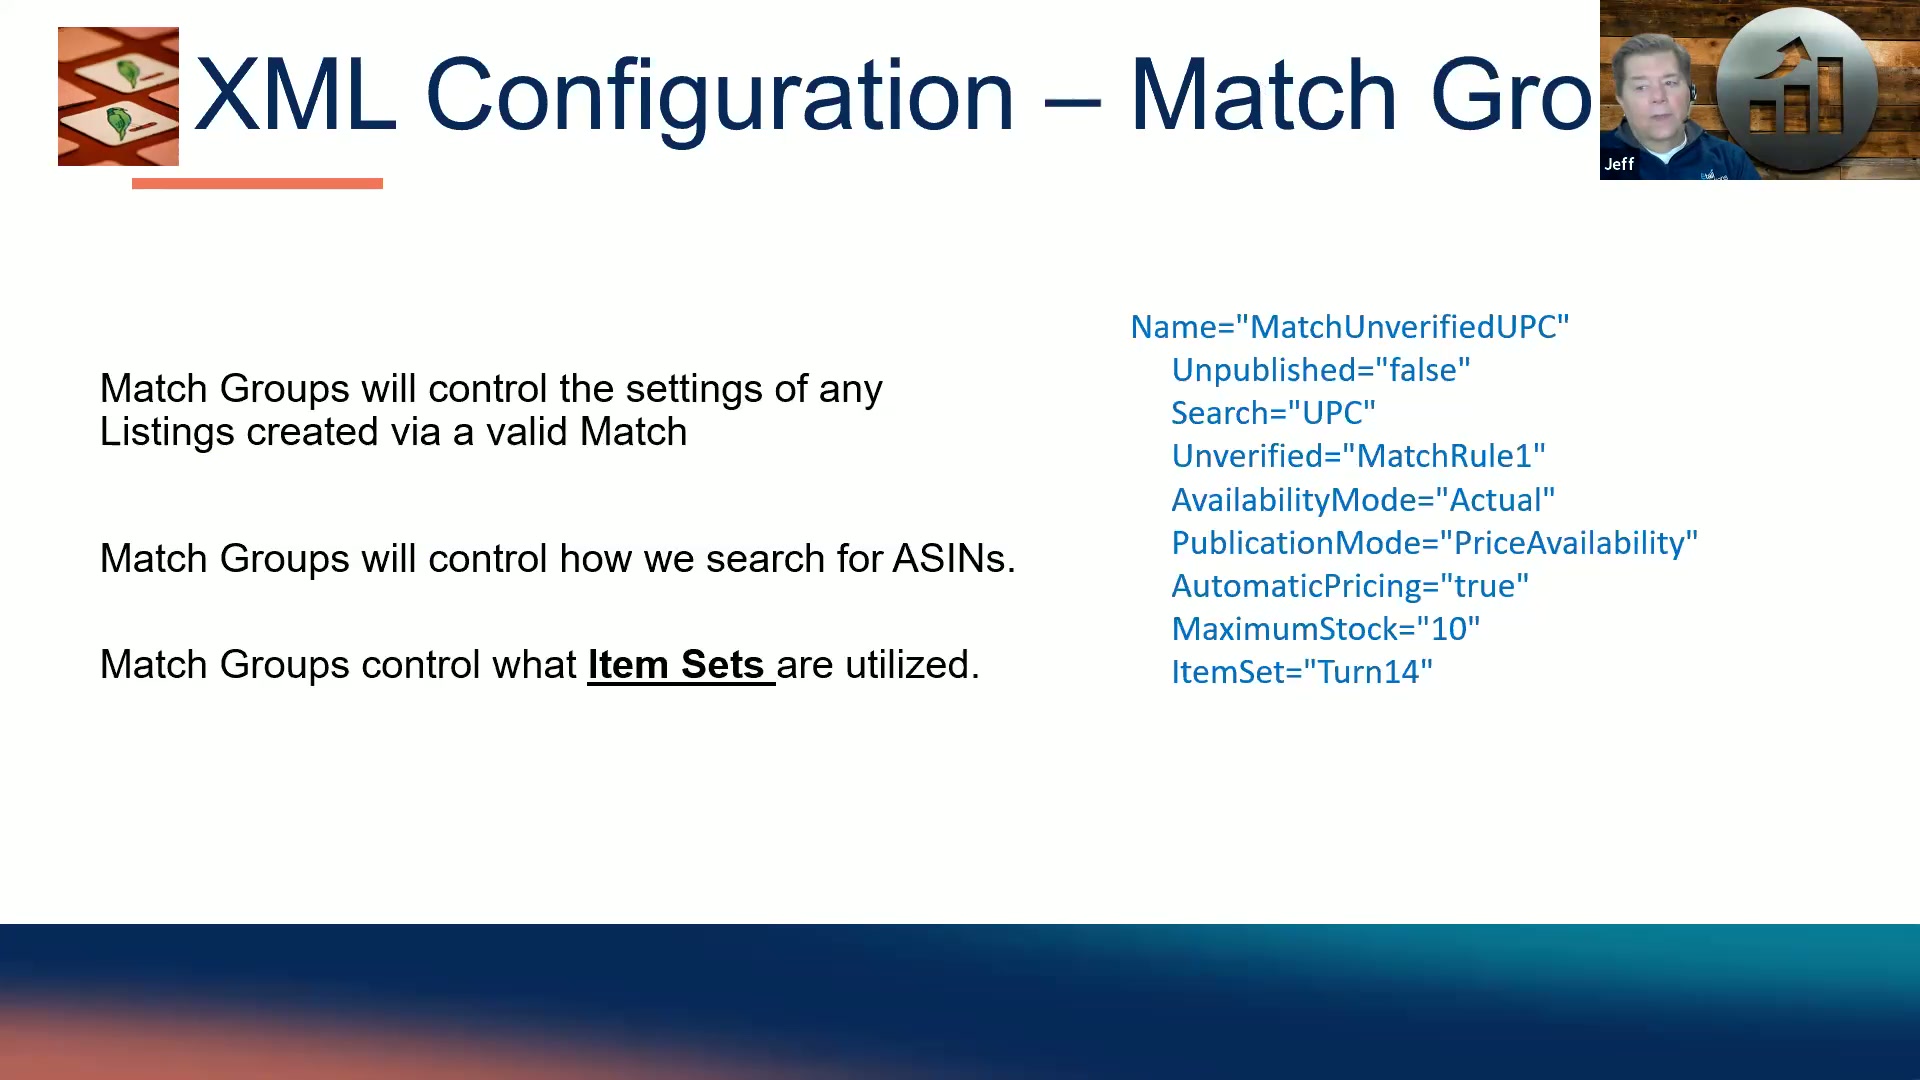 XML Configuration – Match Gro
Jeff
Match Groups will control the settings of any
Listings created via a valid Match
Match Groups will control how we search for ASINs.
Match Groups control what Item Sets are utilized.
Name="MatchUnverifiedUPC"
Unpublished="false"
Search="UPC"
Unverified="MatchRule1"
AvailabilityMode="Actual"
PublicationMode="PriceAvailability"
AutomaticPricing="true"
MaximumStock="10"
ItemSet="Turn14"